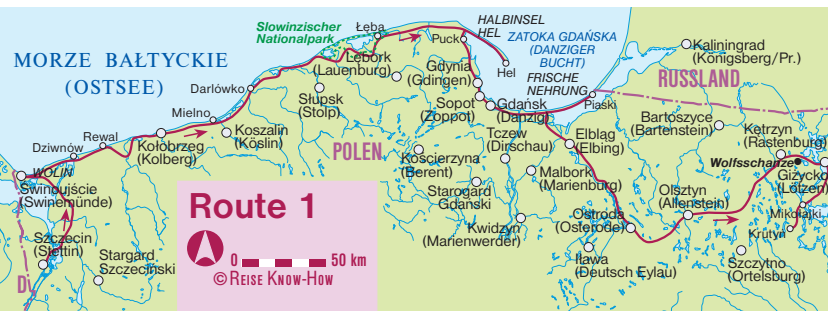 Slowinzischer
Nationalpark
Łeba
Puck
HALBINSEL
HEL
ZATOKA GDAŃSKA
(DANZIGER
BUCHT)
Hel
FRISCHE
NEHRUNG
Piaski
Kaliningrad
(Königsberg/Pr.)
RUSSLAND
MORZE BAŁTYCKIE
(OSTSEE)
Lębork
(Lauenburg)
Gdynia
(Gdingen)
Darłówko
Słupsk
(Stolp)
Sopot
(Zoppot)
Gdańsk
(Danzig)
Mielno
Rewal
Dziwnów
Kołobrzeg
(Kolberg)
Koszalin
(Köslin)
POLEN
Kościerzyna
(Berent)
Tczew
(Dirschau)
Elbląg
(Elbing)
Bartoszyce
(Bartenstein)
Kętrzyn
(Rastenburg)
Wolfsschanze
Giżycko
(Lötzen)
WOLIN
Świnoujście
(Swinemünde)
Starogard
Gdański
Malbork
(Marienburg)
Olsztyn
(Allenstein)
Mikołajki
Krutyń
Szczecin
(Stettin)
Stargard
Szczeciński
Kwidzyn
(Marienwerder)
Ostróda
(Osterode)
Iława
(Deutsch Eylau)
Szczytno
(Ortelsburg)
D
Route 1
0 50 km
© REISE KNOW-HOW